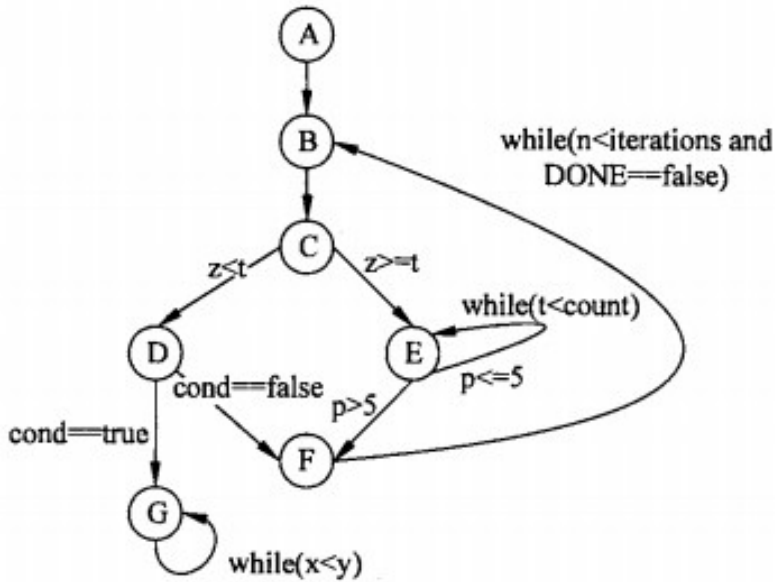 A
B
while(n<iterations and
DONE==false)
C
z<t
z>=t
while(t<count)
D
E
cond==false
p<=5
p>5
cond==true
F
G
while(x<y)